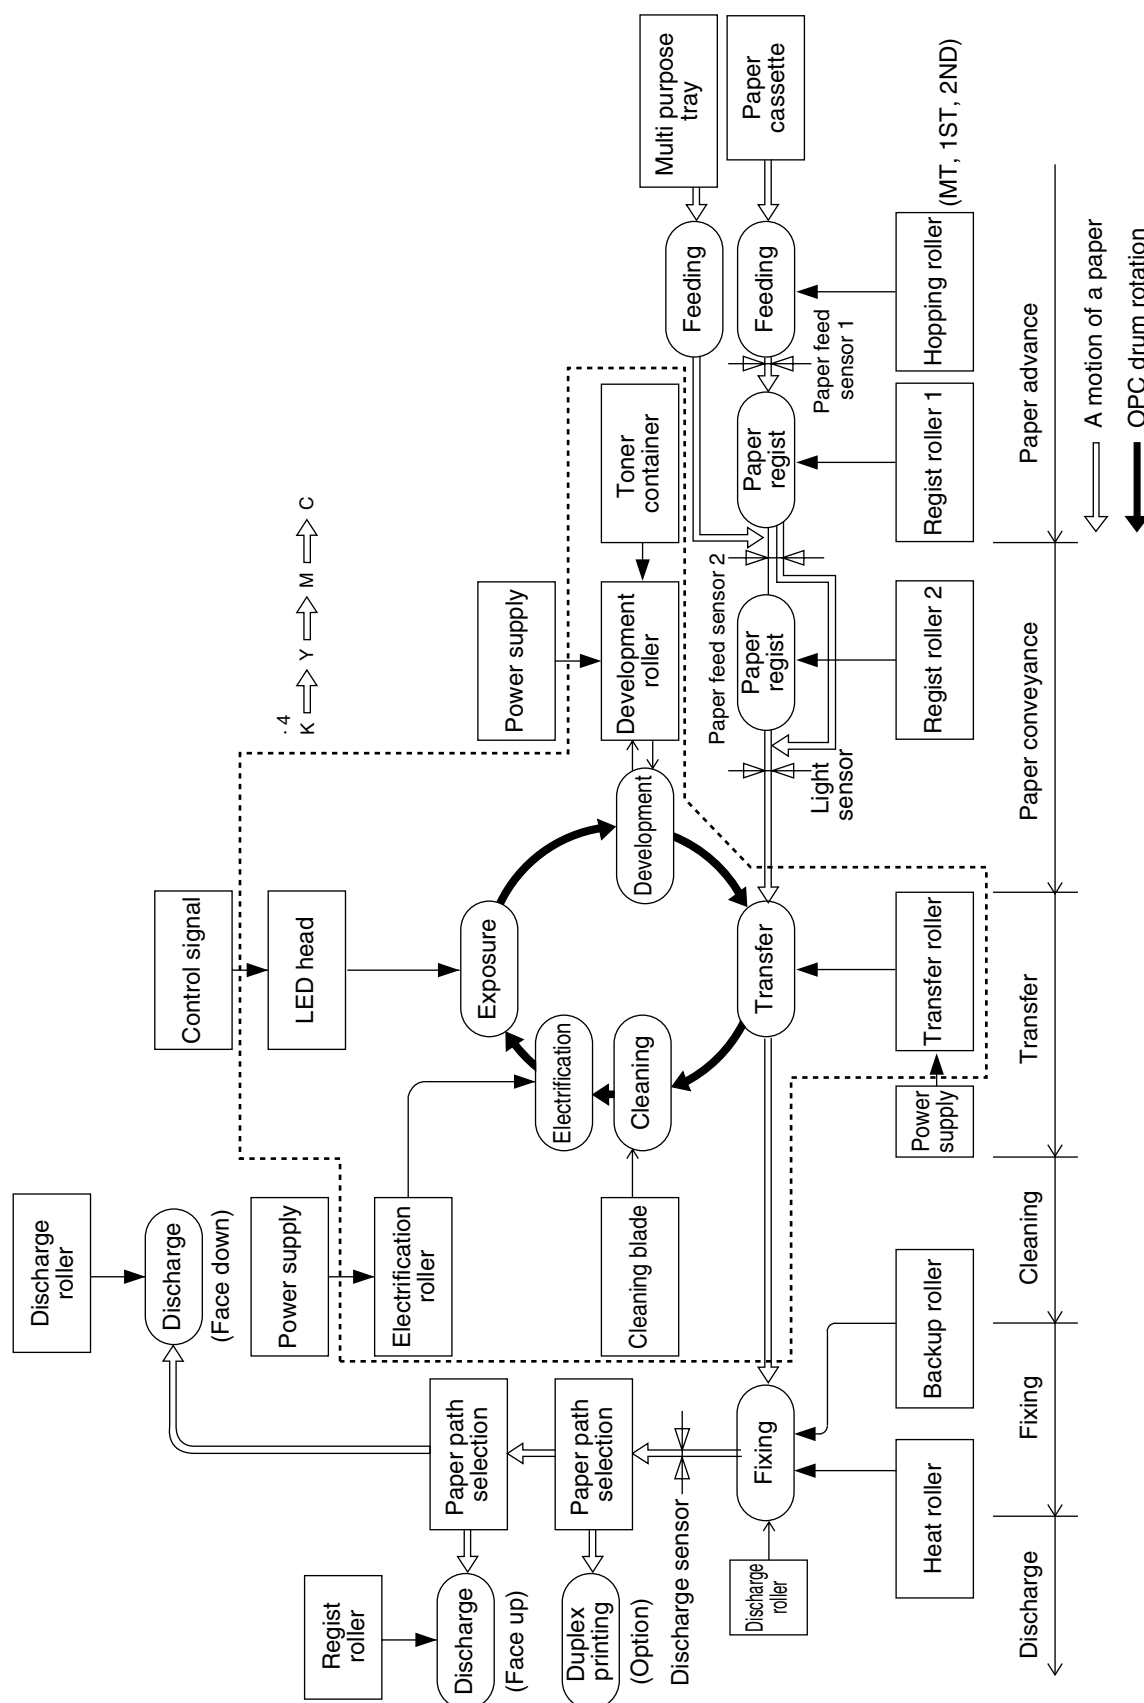 Discharge
roller
Discharge
(Face down)
Power supply
Electrification
roller
Cleaning blade
Control signal
LED head
Exposure
Electrification
Cleaning
Development
Transfer
.4
K
Y
M
C
Power supply
Development
roller
Toner
container
Multi purpose
tray
Paper
cassette
Feeding
Feeding
Paper feed
sensor 1
Paper
regist
Paper feed sensor 2
Paper
regist
Light
sensor
Regist
roller
Discharge
(Face up)
Paper path
selection
Paper path
selection
Duplex
printing
(Option)
Discharge sensor
Fixing
Discharge
roller
Heat roller
Backup roller
Power
supply
Transfer roller
Regist roller 2
Regist roller 1
Hopping roller
(MT, 1ST, 2ND)
Discharge
Fixing
Cleaning
Transfer
Paper conveyance
Paper advance
A motion of a paper
OPC drum rotation